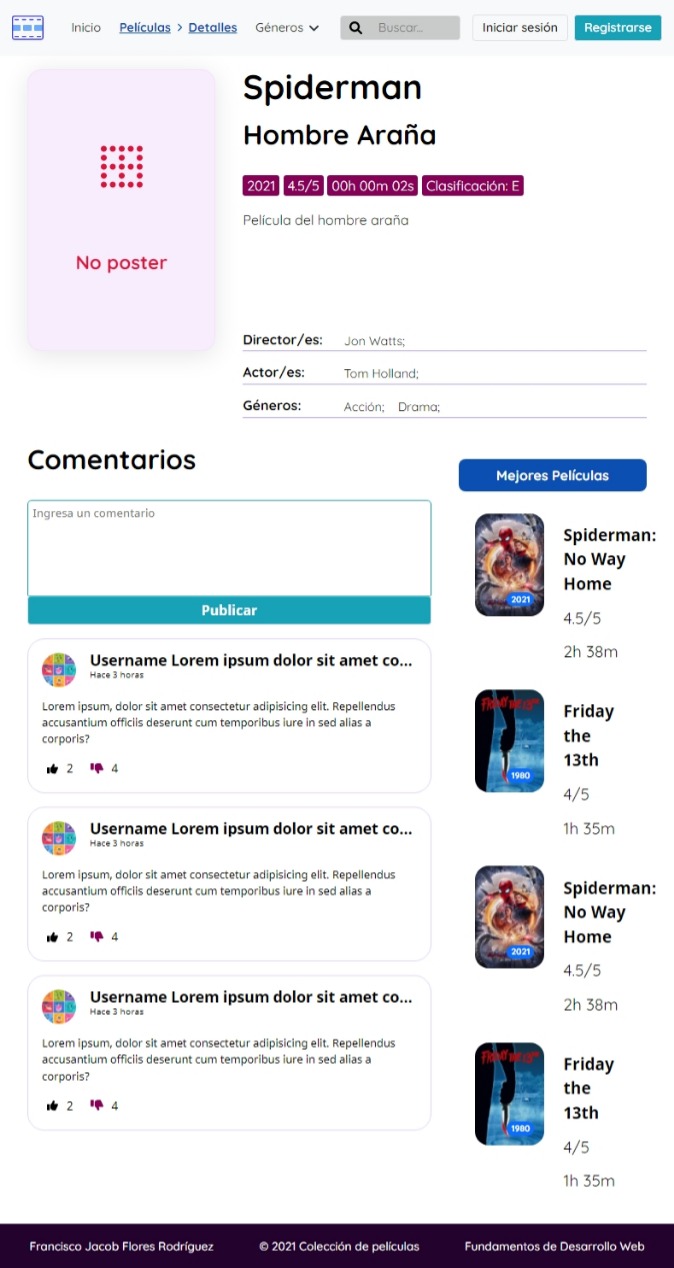 Inicio Películas > Detalles Géneros Buscar... Iniciar sesión Registrarse
No poster
Spiderman
Hombre Araña
2021 4.5/5 00h 00m 02s Clasificación: E
Película del hombre araña
Director/es: Jon Watts;
Actor/es: Tom Holland;
Géneros: Acción; Drama;
Comentarios
Ingresa un comentario
Publicar
Username Lorem ipsum dolor sit amet co...
Hace 3 horas
Lorem ipsum, dolor sit amet consectetur adipisicing elit. Repellendus
accusantium officiis deserunt cum temporibus iure in sed alias a
corporis?
2 4
Username Lorem ipsum dolor sit amet co...
Hace 3 horas
Lorem ipsum, dolor sit amet consectetur adipisicing elit. Repellendus
accusantium officiis deserunt cum temporibus iure in sed alias a
corporis?
2 4
Username Lorem ipsum dolor sit amet co...
Hace 3 horas
Lorem ipsum, dolor sit amet consectetur adipisicing elit. Repellendus
accusantium officiis deserunt cum temporibus iure in sed alias a
corporis?
2 4
Mejores Películas
2021
Spiderman:
No Way
Home
4.5/5
2h 38m
1980
Friday
the
13th
4/5
1h 35m
2021
Spiderman:
No Way
Home
4.5/5
2h 38m
1980
Friday
the
13th
4/5
1h 35m
Francisco Jacob Flores Rodríguez © 2021 Colección de películas Fundamentos de Desarrollo Web